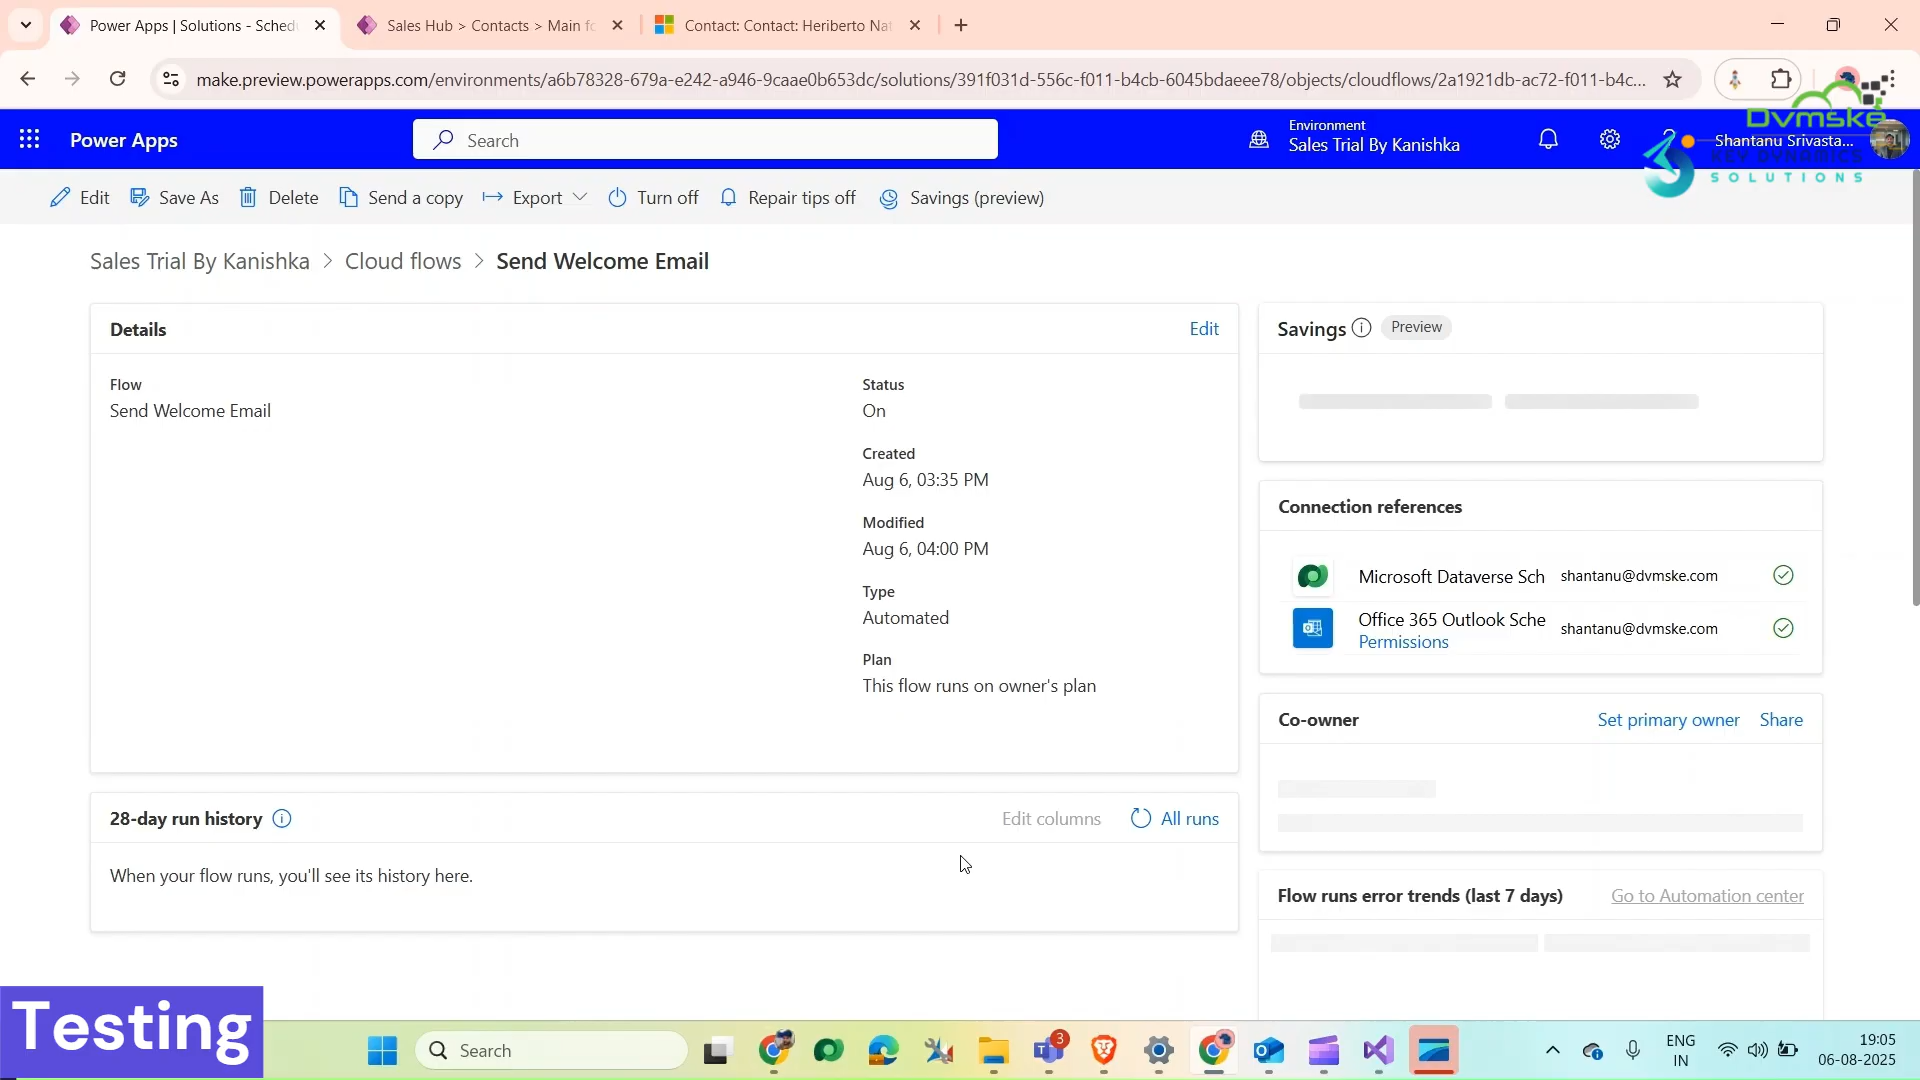 Power Apps | Solutions - Sched
Sales Hub > Contacts > Main fo
Contact: Contact: Heriberto Nat
make.preview.powerapps.com/environments/a6b78328-679a-e242-a946-9caae0b653dc/solutions/391f031d-556c-f011-b4cb-6045bdaeee78/objects/cloudflows/2a1921db-ac72-f011-b4c...
Power Apps
Search
Environment
Sales Trial By Kanishka
Shantanu Srivasta...
Dvmske
KEY DYNAMICS
SOLUTIONS
Edit
Save As
Delete
Send a copy
Export
Turn off
Repair tips off
Savings (preview)
Sales Trial By Kanishka > Cloud flows > Send Welcome Email
Details
Edit
Flow
Send Welcome Email
Status
On
Created
Aug 6, 03:35 PM
Modified
Aug 6, 04:00 PM
Type
Automated
Plan
This flow runs on owner's plan
28-day run history
Edit columns
All runs
When your flow runs, you'll see its history here.
Savings
Preview
Connection references
Microsoft Dataverse Sch
shantanu@dvmske.com
Office 365 Outlook Sche
shantanu@dvmske.com
Permissions
Co-owner
Set primary owner
Share
Flow runs error trends (last 7 days)
Go to Automation center
Testing
Search
3
ENG
IN
19:05
06-08-2025